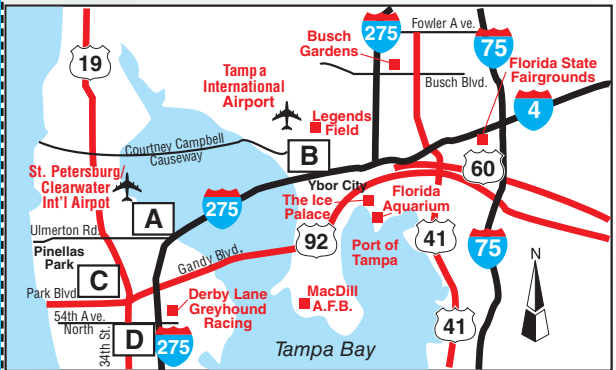 275
Fowler Ave.
Busch
Gardens
75
19
Florida State
Fairgrounds
Busch Blvd.
Tampa
International
Airport
4
Legends
Field
Courtney Campbell
Causeway
B
St. Petersburg/
Clearwater
Int'l Airpot
60
Ybor City
The Ice
Palace
Florida
Aquarium
275
A
Ulmerton Rd.
Pinellas
Park
92
Port of
Tampa
41
75
N
Gandy Blvd.
C
Park Blvd
Derby Lane
Greyhound
Racing
MacDill
A.F.B.
54th Ave.
North
41
34th St.
D
275
Tampa Bay